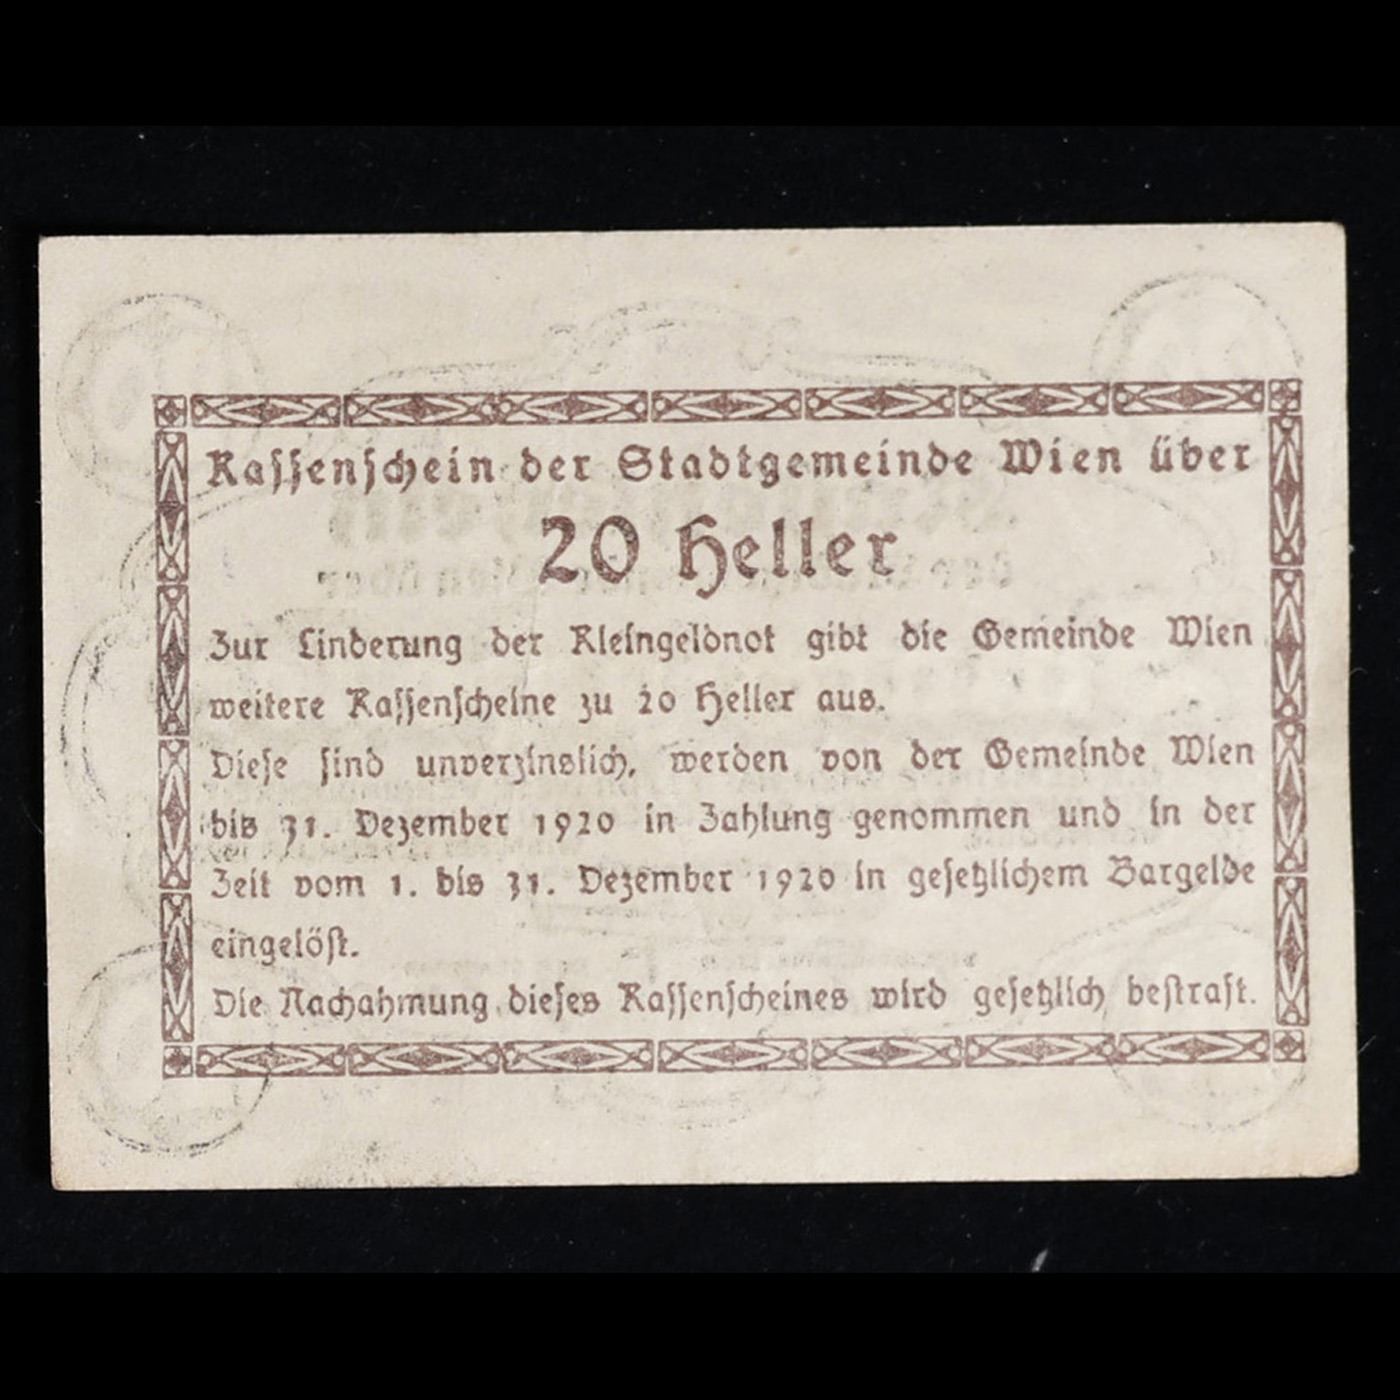 Kassenschein der Stadtgemeinde Wien über
20 Heller
Zur Linderung der Kleingeldnot gibt die Gemeinde Wien
weitere Kassenscheine zu 20 Heller aus.
Diese sind unverzinslich, werden von der Gemeinde Wien
bis 31. Dezember 1920 in Zahlung genommen und in der
Zeit vom 1. bis 31. Dezember 1920 in gesetzlichem Bargelde
eingelöst.
Die Nachahmung dieses Kassenscheines wird gesetzlich bestraft.